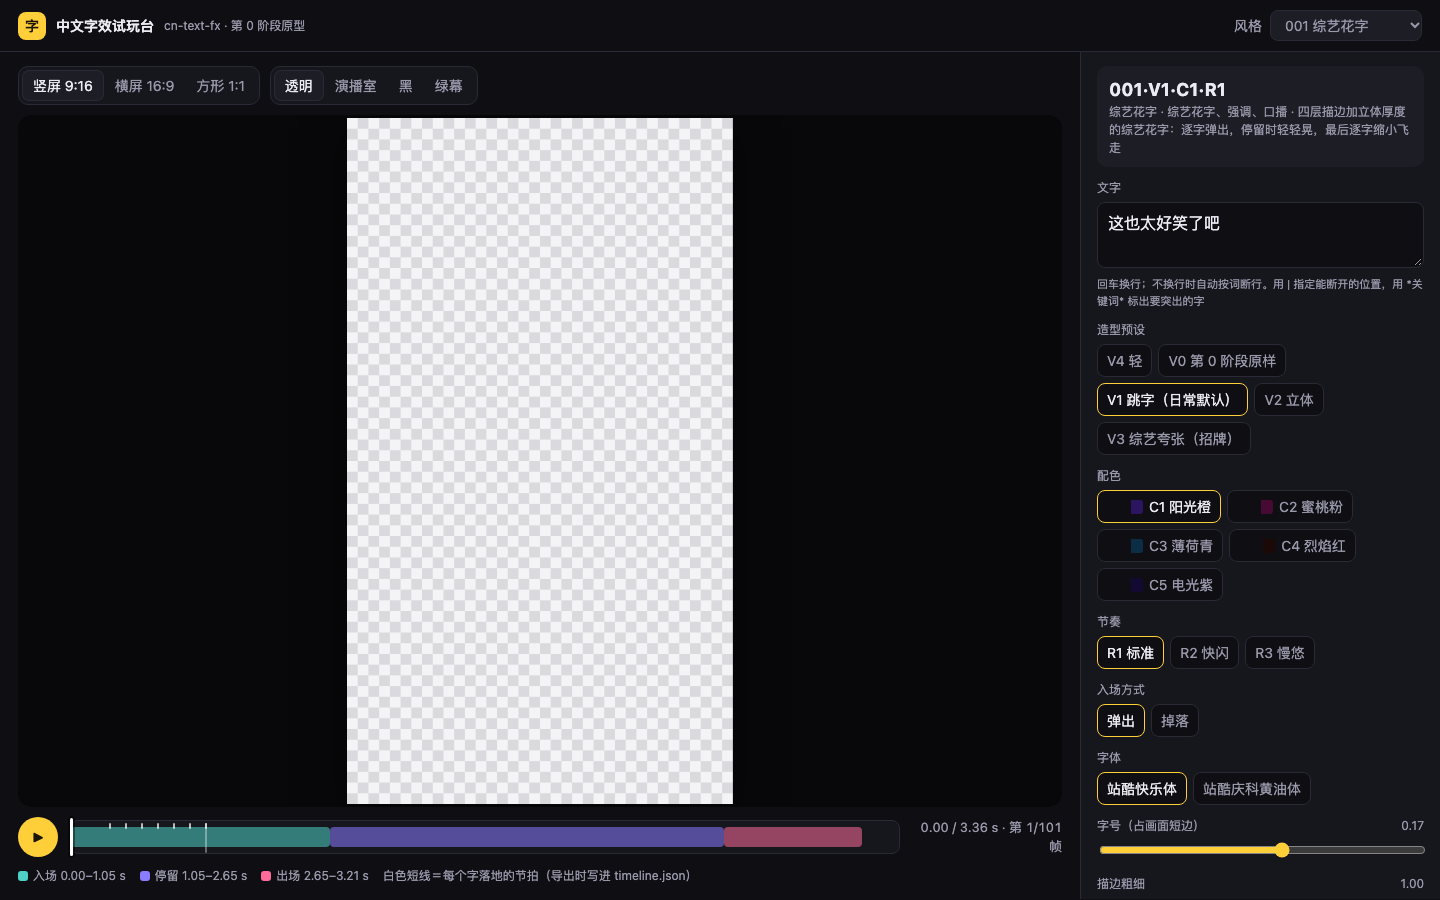 字 中文字效试玩台 cn-text-fx · 第 0 阶段原型
风格 001 综艺花字
竖屏 9:16 横屏 16:9 方形 1:1 透明 演播室 黑 绿幕
001·V1·C1·R1
综艺花字 · 综艺花字、强调、口播 · 四层描边加立体厚度
的综艺花字：逐字弹出，停留时轻轻晃，最后逐字缩小飞
走
文字
这也太好笑了吧
回车换行；不换行时自动按词断行。用 | 指定能断开的位置，用 *关
键词* 标出要突出的字
造型预设
V4 轻 V0 第 0 阶段原样
V1 跳字（日常默认） V2 立体
V3 综艺夸张（招牌）
配色
C1 阳光橙 C2 蜜桃粉
C3 薄荷青 C4 烈焰红
C5 电光紫
节奏
R1 标准 R2 快闪 R3 慢悠
入场方式
弹出 掉落
字体
站酷快乐体 站酷庆科黄油体
字号（占画面短边） 0.17
描边粗细 1.00
0.00 / 3.36 s · 第 1/101
帧
入场 0.00–1.05 s 停留 1.05–2.65 s 出场 2.65–3.21 s 白色短线＝每个字落地的节拍（导出时写进 timeline.json）